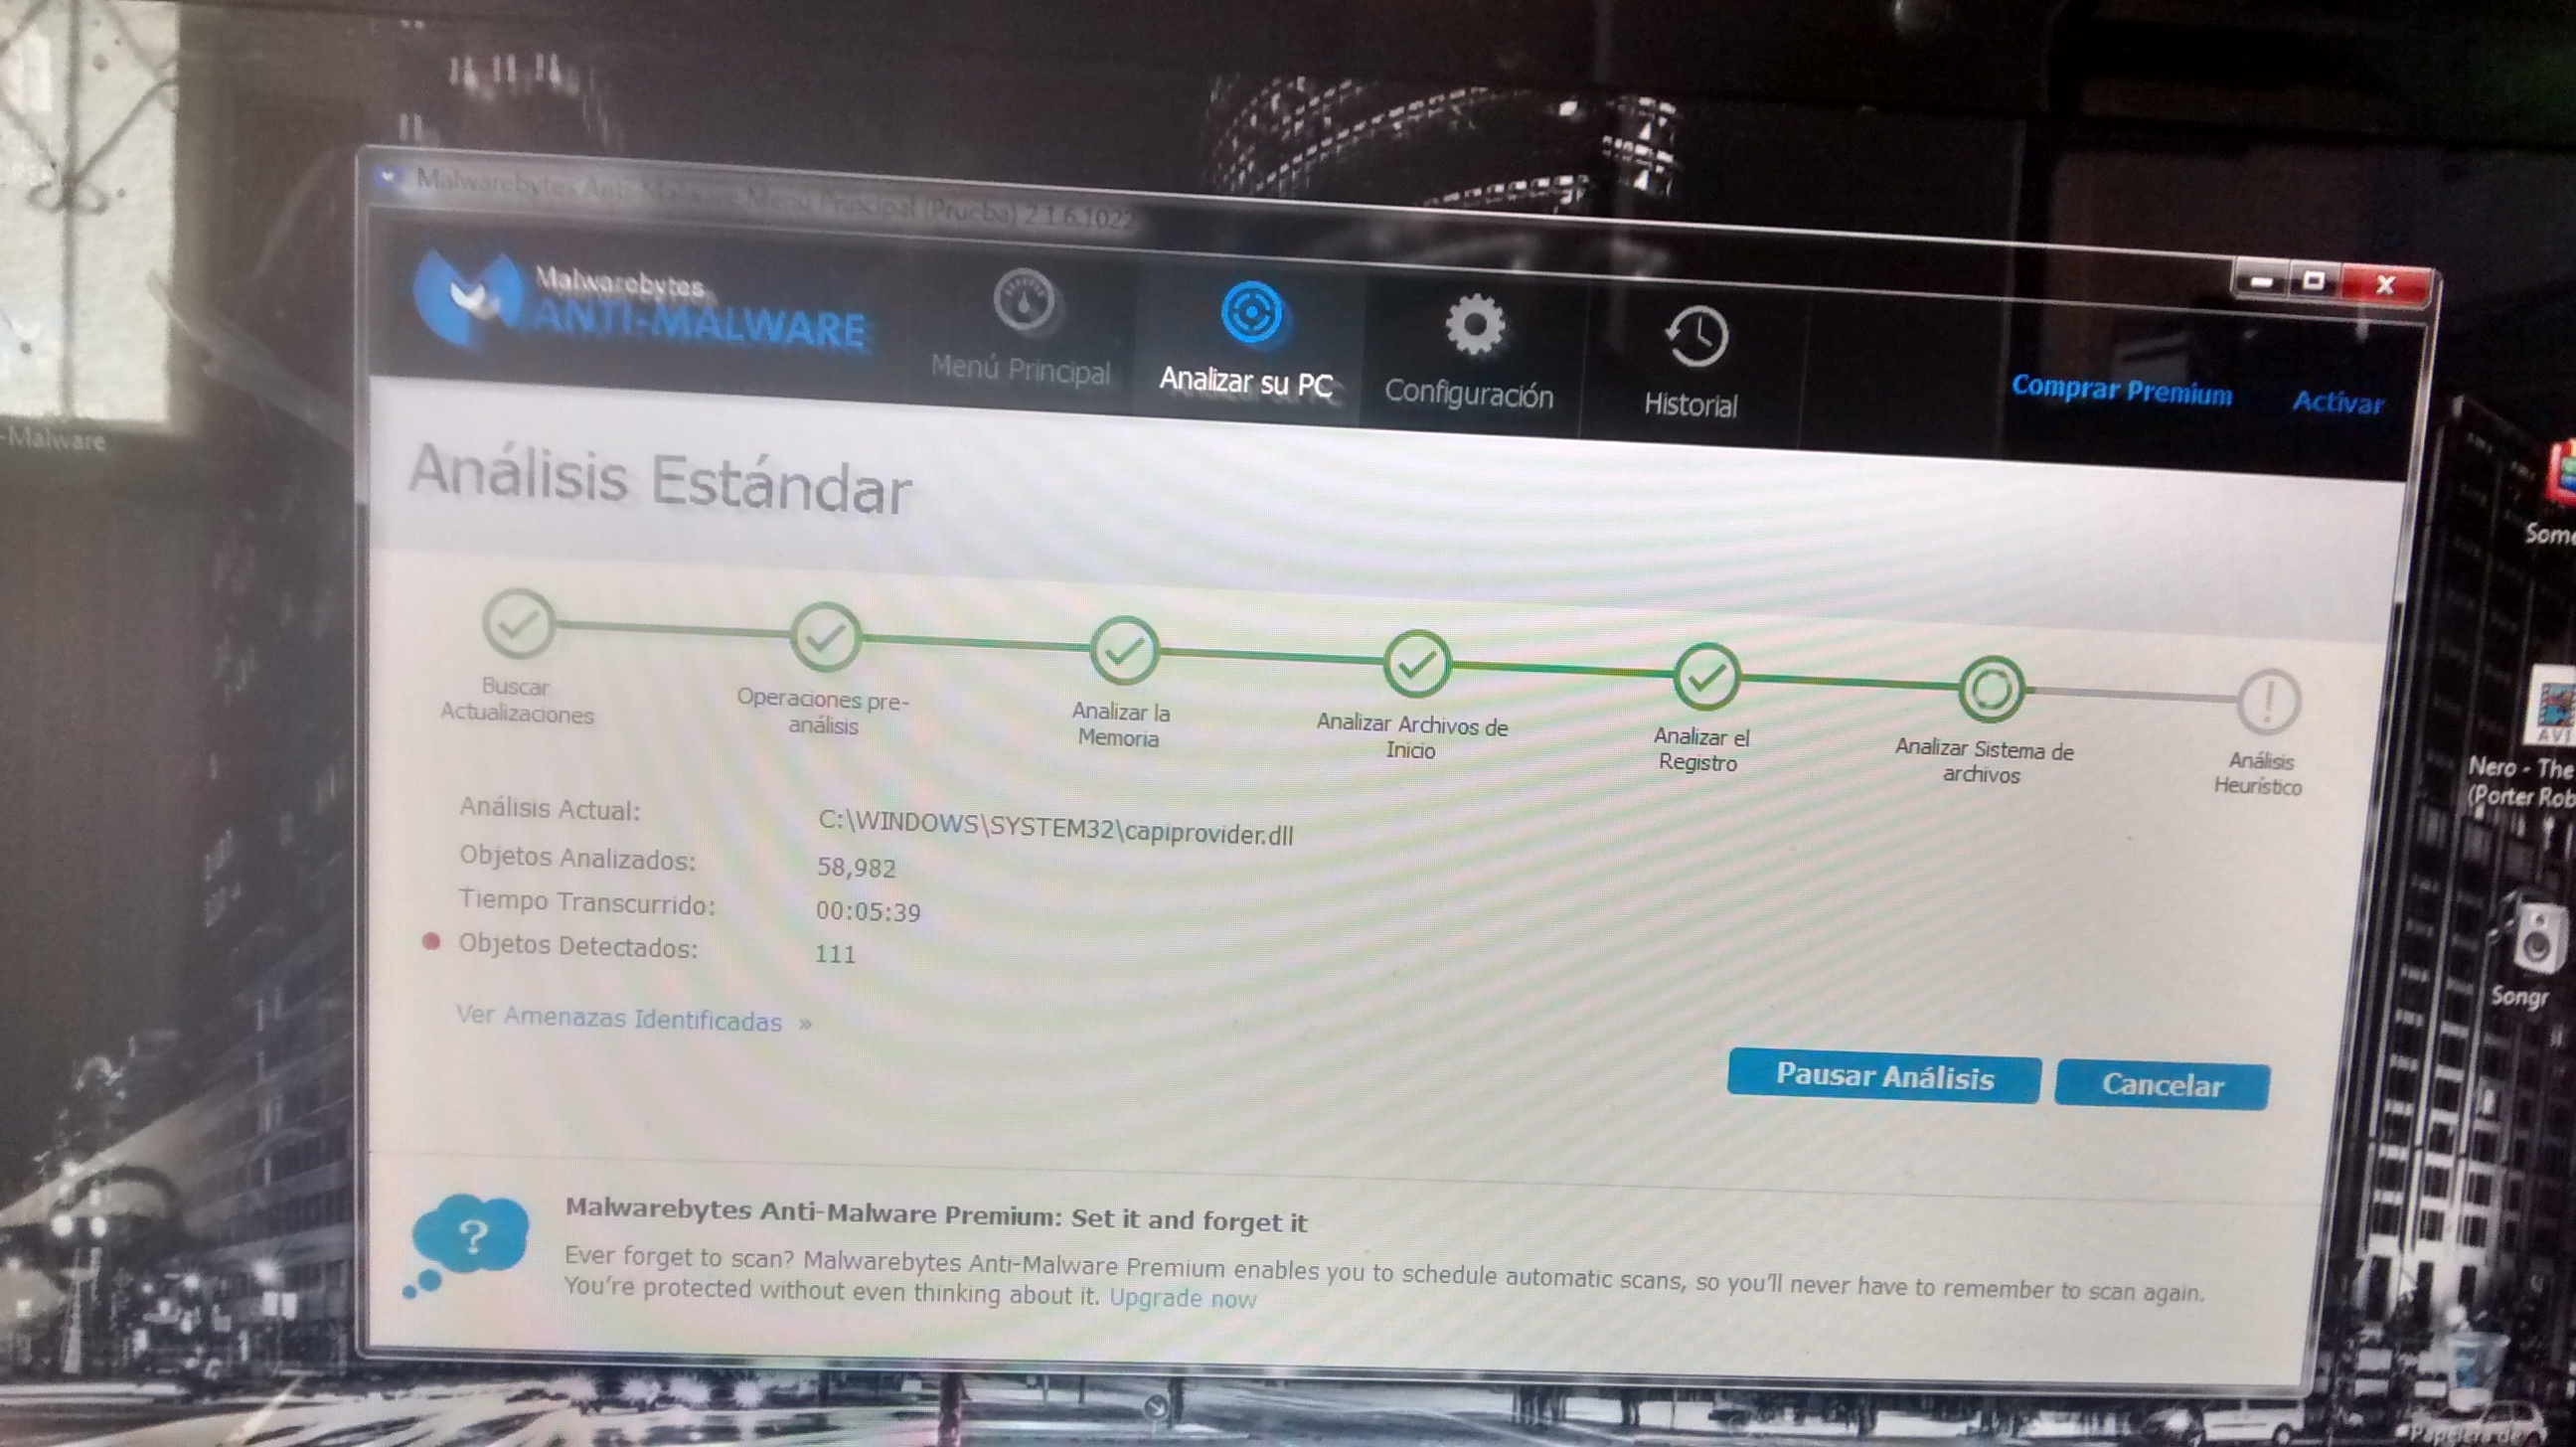 Malwarebytes Anti-Malware Menú Principal (Prueba) 2.1.6.1022
Malwarebytes
ANTI-MALWARE
Menú Principal
Analizar su PC
Configuración
Historial
Comprar Premium
Activar
-Malware
Análisis Estándar
Some
Buscar
Actualizaciones
Operaciones pre-
análisis
Analizar la
Memoria
Analizar Archivos de
Inicio
Analizar el
Registro
Analizar Sistema de
archivos
Análisis
Heurístico
AVI
Nero - The
(Porter Rob
Análisis Actual: C:\WINDOWS\SYSTEM32\capiprovider.dll
Objetos Analizados: 58,982
Tiempo Transcurrido: 00:05:39
Objetos Detectados: 111
Songr
Ver Amenazas Identificadas »
Pausar Análisis
Cancelar
?
Malwarebytes Anti-Malware Premium: Set it and forget it
Ever forget to scan? Malwarebytes Anti-Malware Premium enables you to schedule automatic scans, so you'll never have to remember to scan again.
You're protected without even thinking about it. Upgrade now
Papelera de